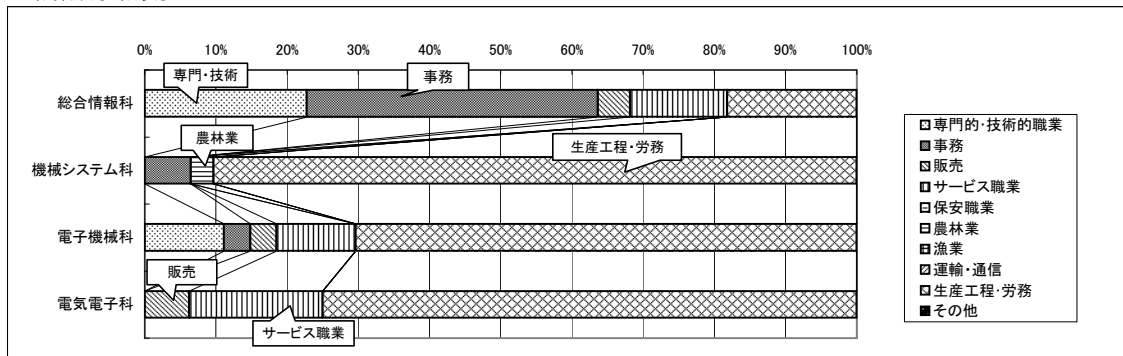 0% 10% 20% 30% 40% 50% 60% 70% 80% 90% 100%
専門・技術
事務
総合情報科
農林業
生産工程・労務
機械システム科
電子機械科
販売
電気電子科
サービス職業
専門的・技術的職業
事務
販売
サービス職業
保安職業
農林業
漁業
運輸・通信
生産工程・労務
その他